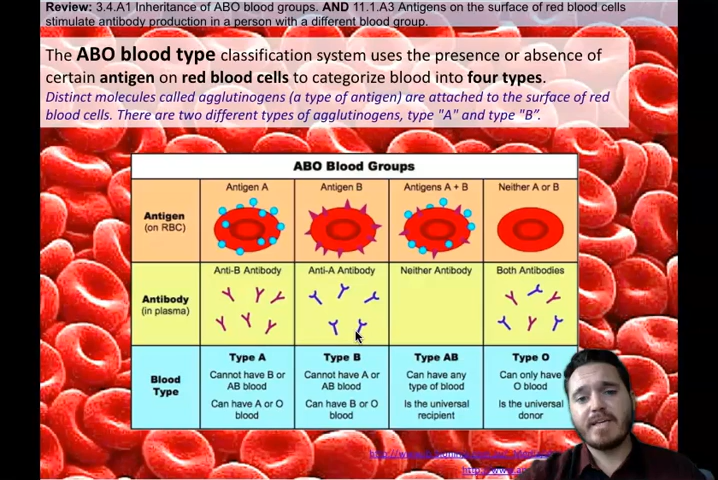 Review: 3.4.A1 Inheritance of ABO blood groups. AND 11.1.A3 Antigens on the surface of red blood cells
stimulate antibody production in a person with a different blood group.
The ABO blood type classification system uses the presence or absence of
certain antigen on red blood cells to categorize blood into four types.
Distinct molecules called agglutinogens (a type of antigen) are attached to the surface of red
blood cells. There are two different types of agglutinogens, type "A" and type "B”.
ABO Blood Groups
Antigen
(on RBC)
Antigen A
Antigen B
Antigens A + B
Neither A or B
Antibody
(in plasma)
Anti-B Antibody
Anti-A Antibody
Neither Antibody
Both Antibodies
Blood
Type
Type A
Cannot have B or
AB blood
Can have A or O
blood
Type B
Cannot have A or
AB blood
Can have B or O
blood
Type AB
Can have any
type of blood
Is the universal
recipient
Type O
Can only have
O blood
Is the universal
donor